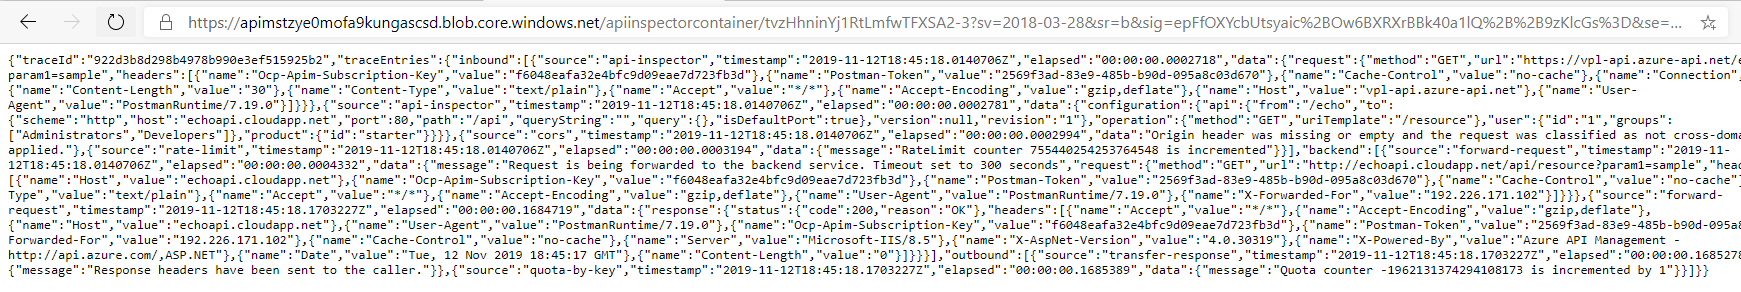 https://apimstzye0mofa9kungascsd.blob.core.windows.net/apiinspectorcontainer/tvzHhninYj1RtLmfwTFXSA2-3?sv=2018-03-28&sr=b&sig=epFfOXYcbUtsyaic%2BOw6BXRXrBBk40a1lQ%2B%2B9zKlcGs%3D&se=...
{"traceId":"922d3b8d298b4978b990e3ef515925b2","traceEntries":{"inbound":[{"source":"api-inspector","timestamp":"2019-11-12T18:45:18.0140706Z","elapsed":"00:00:00.0002718","data":{"request":{"method":"GET","url":"https://vpl-api.azure-api.net/e
param1=sample","headers":[{"name":"Ocp-Apim-Subscription-Key","value":"f6048eafa32e4bfc9d09eae7d723fb3d"},{"name":"Postman-Token","value":"2569f3ad-83e9-485b-b90d-095a8c03d670"},{"name":"Cache-Control","value":"no-cache"},{"name":"Connection",
{"name":"Content-Length","value":"30"},{"name":"Content-Type","value":"text/plain"},{"name":"Accept","value":"*/*"},{"name":"Accept-Encoding","value":"gzip,deflate"},{"name":"Host","value":"vpl-api.azure-api.net"},{"name":"User-
Agent","value":"PostmanRuntime/7.19.0"}]}}},{"source":"api-inspector","timestamp":"2019-11-12T18:45:18.0140706Z","elapsed":"00:00:00.0002781","data":{"configuration":{"api":{"from":"/echo","to":
{"scheme":"http","host":"echoapi.cloudapp.net","port":80,"path":"/api","queryString":"","query":{},"isDefaultPort":true},"version":null,"revision":"1"},"operation":{"method":"GET","uriTemplate":"/resource"},"user":{"id":"1","groups":
["Administrators","Developers"]},"product":{"id":"starter"}}}},{"source":"cors","timestamp":"2019-11-12T18:45:18.0140706Z","elapsed":"00:00:00.0002994","data":"Origin header was missing or empty and the request was classified as not cross-doma
applied."},{"source":"rate-limit","timestamp":"2019-11-12T18:45:18.0140706Z","elapsed":"00:00:00.0003194","data":{"message":"RateLimit counter 755440254253764548 is incremented"}}],"backend":[{"source":"forward-request","timestamp":"2019-11-
12T18:45:18.0140706Z","elapsed":"00:00:00.0004332","data":{"message":"Request is being forwarded to the backend service. Timeout set to 300 seconds","request":{"method":"GET","url":"http://echoapi.cloudapp.net/api/resource?param1=sample","head
[{"name":"Host","value":"echoapi.cloudapp.net"},{"name":"Ocp-Apim-Subscription-Key","value":"f6048eafa32e4bfc9d09eae7d723fb3d"},{"name":"Postman-Token","value":"2569f3ad-83e9-485b-b90d-095a8c03d670"},{"name":"Cache-Control","value":"no-cache"}
Type","value":"text/plain"},{"name":"Accept","value":"*/*"},{"name":"Accept-Encoding","value":"gzip,deflate"},{"name":"User-Agent","value":"PostmanRuntime/7.19.0"},{"name":"X-Forwarded-For","value":"192.226.171.102"}]}}},{"source":"forward-
request","timestamp":"2019-11-12T18:45:18.1703227Z","elapsed":"00:00:00.1684719","data":{"response":{"status":{"code":200,"reason":"OK"},"headers":[{"name":"Accept","value":"*/*"},{"name":"Accept-Encoding","value":"gzip,deflate"},
{"name":"Host","value":"echoapi.cloudapp.net"},{"name":"User-Agent","value":"PostmanRuntime/7.19.0"},{"name":"Ocp-Apim-Subscription-Key","value":"f6048eafa32e4bfc9d09eae7d723fb3d"},{"name":"Postman-Token","value":"2569f3ad-83e9-485b-b90d-095a8
Forwarded-For","value":"192.226.171.102"},{"name":"Cache-Control","value":"no-cache"},{"name":"Server","value":"Microsoft-IIS/8.5"},{"name":"X-AspNet-Version","value":"4.0.30319"},{"name":"X-Powered-By","value":"Azure API Management -
http://api.azure.com/,ASP.NET"},{"name":"Date","value":"Tue, 12 Nov 2019 18:45:17 GMT"},{"name":"Content-Length","value":"0"}]}}}],"outbound":[{"source":"transfer-response","timestamp":"2019-11-12T18:45:18.1703227Z","elapsed":"00:00:00.1685278
{"message":"Response headers have been sent to the caller."}},{"source":"quota-by-key","timestamp":"2019-11-12T18:45:18.1703227Z","elapsed":"00:00:00.1685389","data":{"message":"Quota counter -1962131374294108173 is incremented by 1"}}]}}